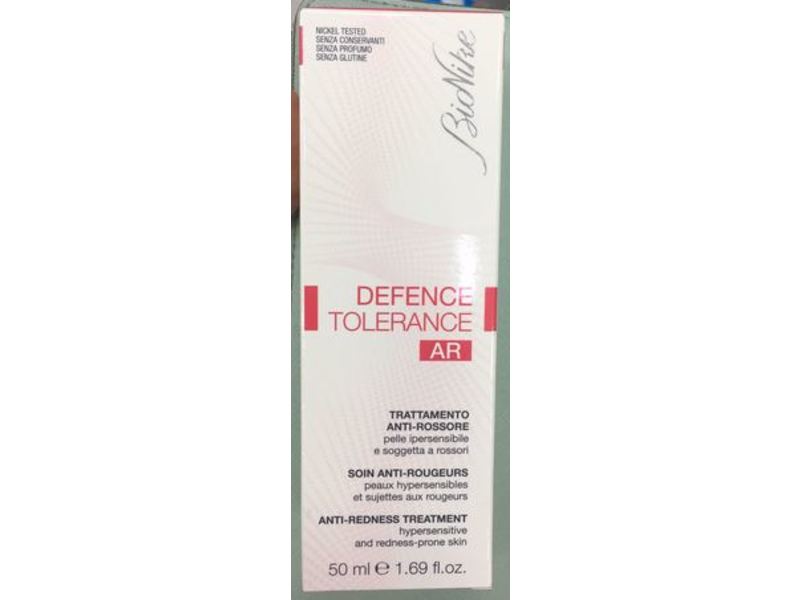 NICKEL TESTED
SENZA CONSERVANTI
SENZA PROFUMO
SENZA GLUTINE
BioNike
DEFENCE
TOLERANCE
AR
TRATTAMENTO
ANTI-ROSSORE
pelle ipersensibile
e soggetta a rossori
SOIN ANTI-ROUGEURS
peaux hypersensibles
et sujettes aux rougeurs
ANTI-REDNESS TREATMENT
hypersensitive
and redness-prone skin
50 ml ℮ 1.69 fl.oz.